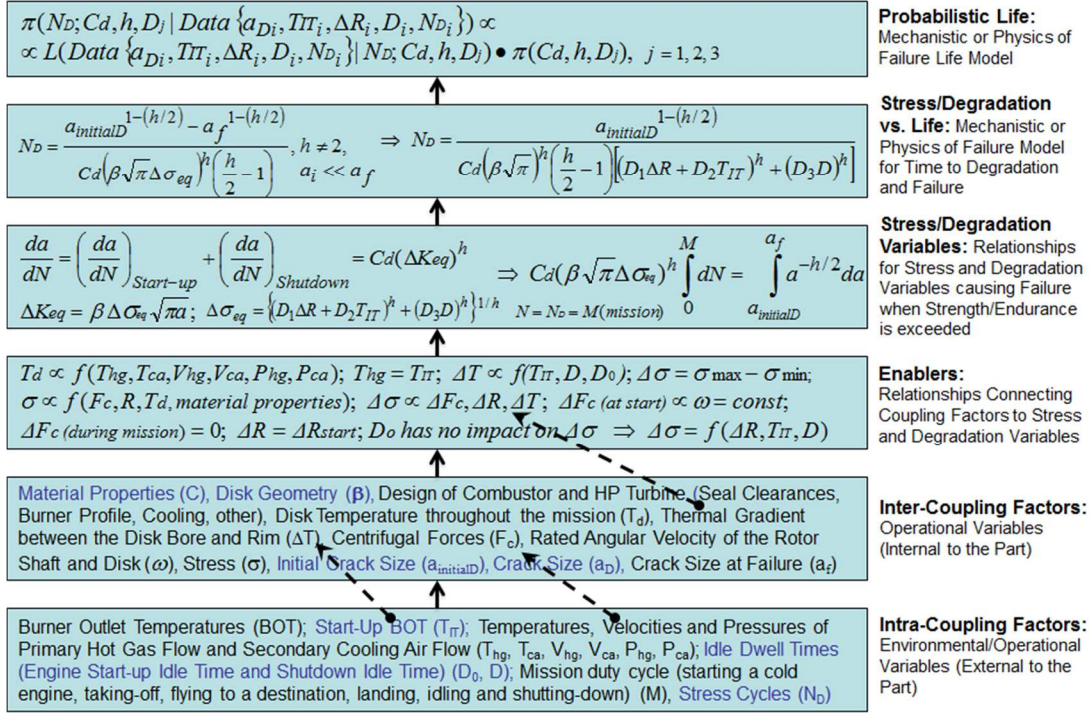 π(N_D; Cd, h, D_j | Data {a_Di, T_IT_i, ΔR_i, D_i, N_D_i}) ∝
∝ L(Data {a_Di, T_IT_i, ΔR_i, D_i, N_D_i} | N_D; Cd, h, D_j) • π(Cd, h, D_j), j = 1, 2, 3
Probabilistic Life:
Mechanistic or Physics of
Failure Life Model
N_D = (a_initialD^(1−(h/2)) − a_f^(1−(h/2))) / (Cd(β√π Δσ_eq)^h (h/2 − 1)), h ≠ 2, a_i << a_f ⇒ N_D = a_initialD^(1−(h/2)) / (Cd(β√π)^h (h/2 − 1)[(D_1ΔR + D_2T_IT)^h + (D_3D)^h])
Stress/Degradation
vs. Life: Mechanistic or
Physics of Failure Model
for Time to Degradation
and Failure
da/dN = (da/dN)_Start-up + (da/dN)_Shutdown = Cd(ΔK_eq)^h ⇒ Cd(β√π Δσ_eq)^h ∫_0^M dN = ∫_a_initialD^a_f a^(−h/2) da
ΔK_eq = β Δσ_eq √πa; Δσ_eq = {(D_1ΔR + D_2T_IT)^h + (D_3D)^h}^(1/h) N = N_D = M(mission)
Stress/Degradation
Variables: Relationships
for Stress and Degradation
Variables causing Failure
when Strength/Endurance
is exceeded
T_d ∝ f(T_hg, T_ca, V_hg, V_ca, P_hg, P_ca); T_hg = T_IT; ΔT ∝ f(T_IT, D, D_0); Δσ = σ max − σ min;
σ ∝ f(F_c, R, T_d, material properties); Δσ ∝ ΔF_c, ΔR, ΔT; ΔF_c (at start) ∝ ω = const;
ΔF_c (during mission) = 0; ΔR = ΔR_start; D_o has no impact on Δσ ⇒ Δσ = f(ΔR, T_IT, D)
Enablers:
Relationships Connecting
Coupling Factors to Stress
and Degradation Variables
Material Properties (C), Disk Geometry (β), Design of Combustor and HP Turbine (Seal Clearances,
Burner Profile, Cooling, other), Disk Temperature throughout the mission (T_d), Thermal Gradient
between the Disk Bore and Rim (ΔT), Centrifugal Forces (F_c), Rated Angular Velocity of the Rotor
Shaft and Disk (ω), Stress (σ), Initial Crack Size (a_initialD), Crack Size (a_D), Crack Size at Failure (a_f)
Inter-Coupling Factors:
Operational Variables
(Internal to the Part)
Burner Outlet Temperatures (BOT); Start-Up BOT (T_IT); Temperatures, Velocities and Pressures of
Primary Hot Gas Flow and Secondary Cooling Air Flow (T_hg, T_ca, V_hg, V_ca, P_hg, P_ca); Idle Dwell Times
(Engine Start-up Idle Time and Shutdown Idle Time) (D_0, D); Mission duty cycle (starting a cold
engine, taking-off, flying to a destination, landing, idling and shutting-down) (M), Stress Cycles (N_D)
Intra-Coupling Factors:
Environmental/Operational
Variables (External to the
Part)